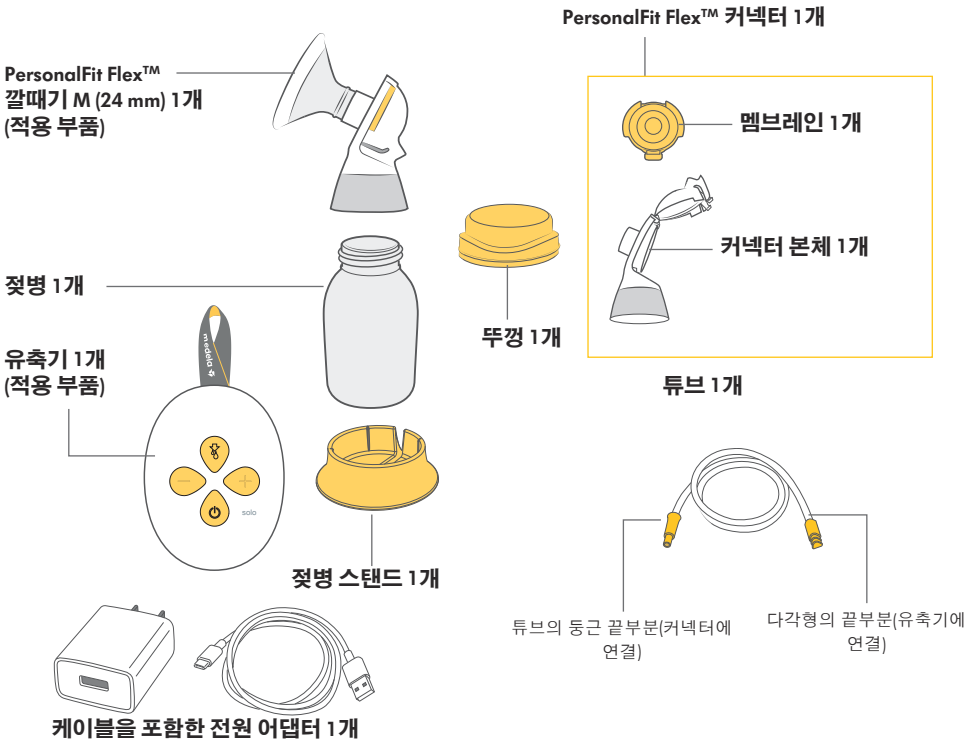 PersonalFit Flex™ 커넥터 1개
PersonalFit Flex™
깔때기 M (24 mm) 1개
(적용 부품)
멤브레인 1개
커넥터 본체 1개
젖병 1개
뚜껑 1개
medela
유축기 1개
(적용 부품)
튜브 1개
solo
젖병 스탠드 1개
튜브의 둥근 끝부분(커넥터에
연결)
다각형의 끝부분(유축기에
연결)
케이블을 포함한 전원 어댑터 1개